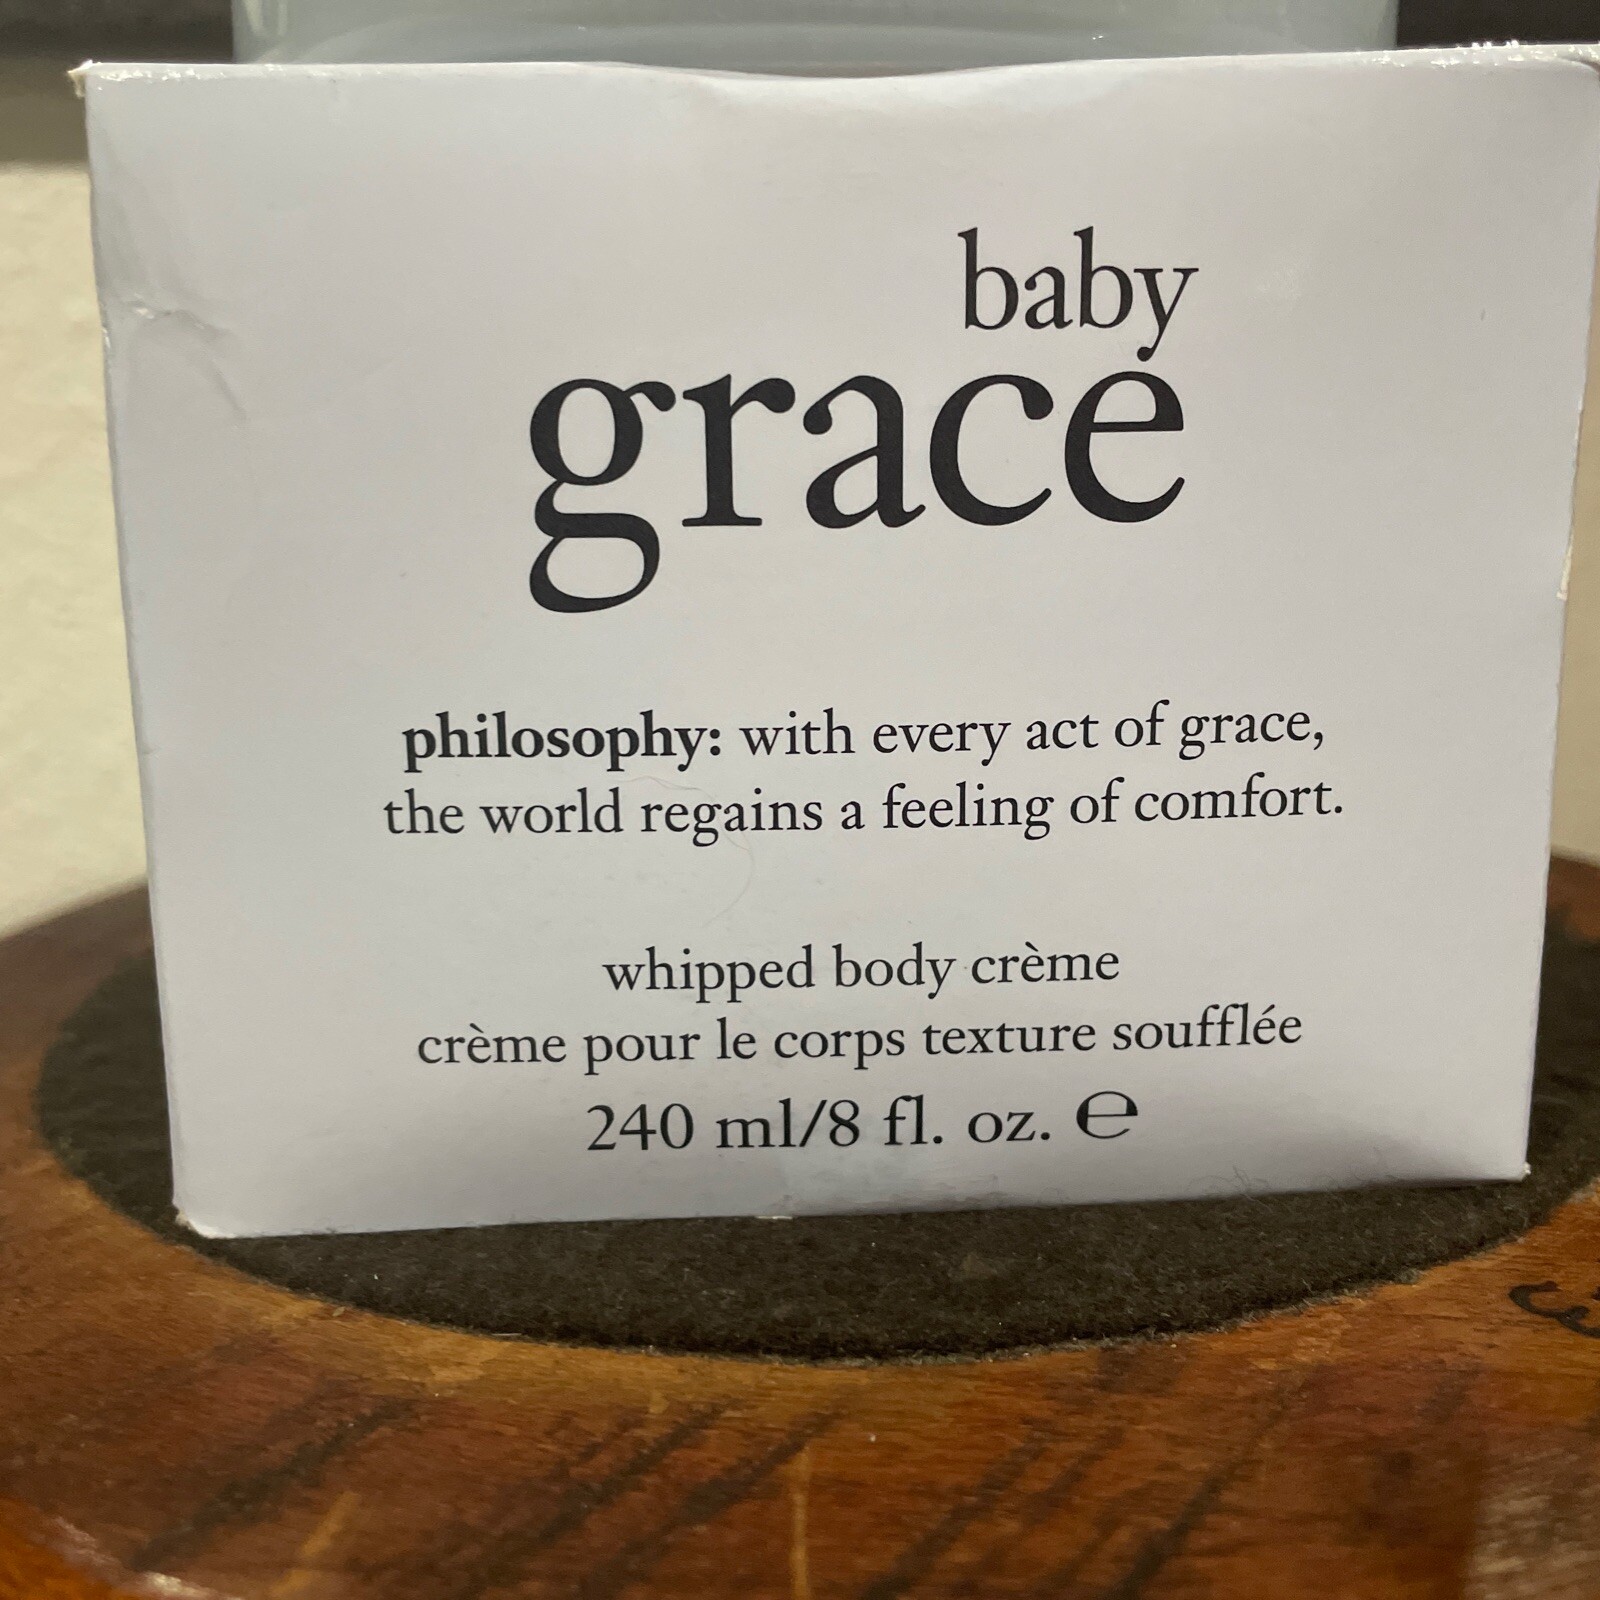 baby
grace
philosophy: with every act of grace,
the world regains a feeling of comfort.
whipped body crème
crème pour le corps texture soufflée
240 ml/8 fl. oz. ℮